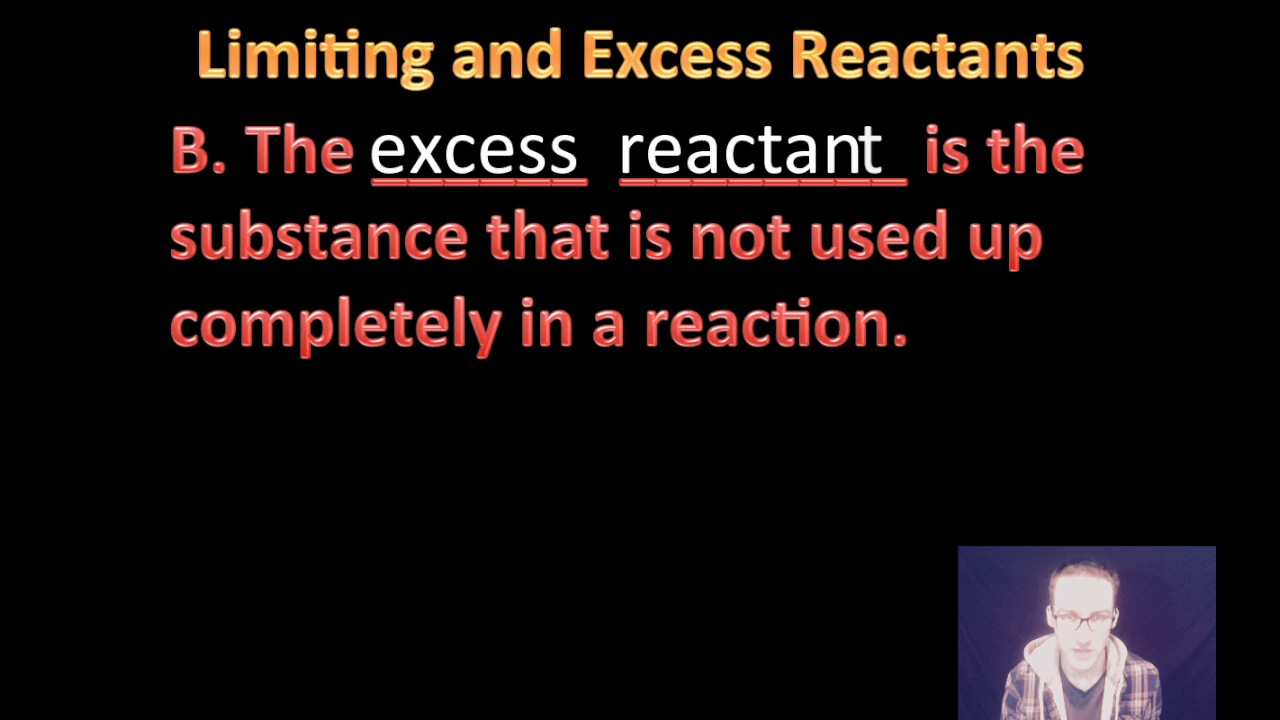 Limiting and Excess Reactants
B. The excess reactant is the
substance that is not used up
completely in a reaction.